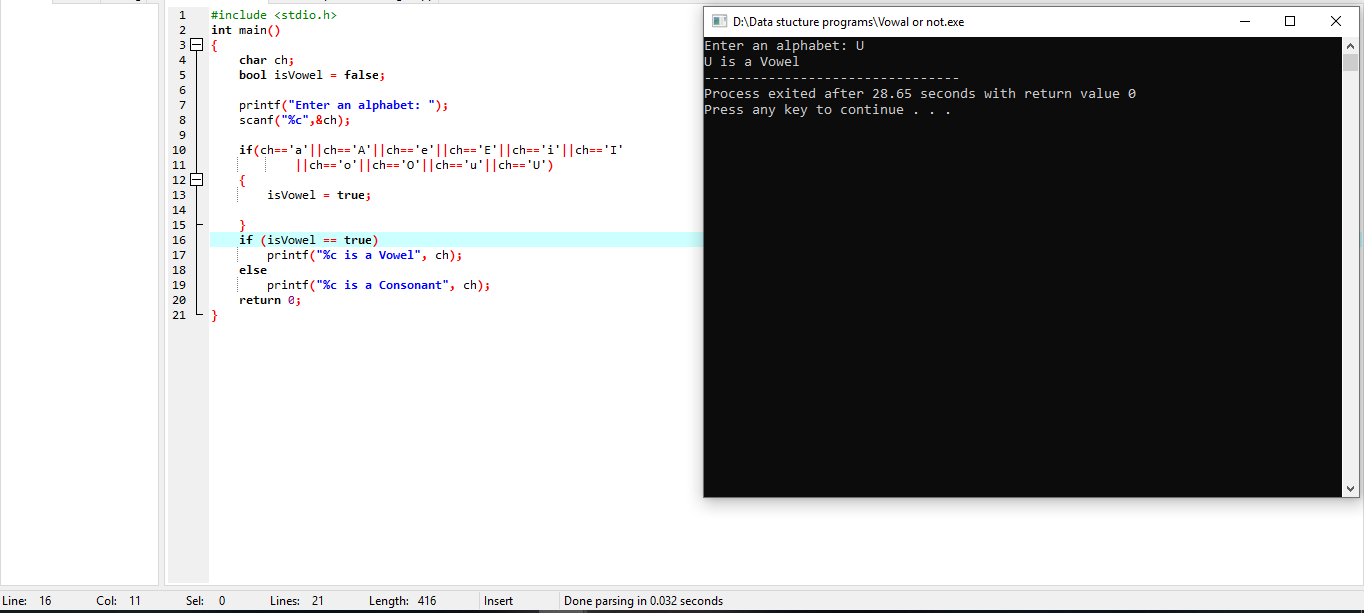 1 #include <stdio.h>
2 int main()
3 {
4 char ch;
5 bool isVowel = false;
6
7 printf("Enter an alphabet: ");
8 scanf("%c",&ch);
9
10 if(ch=='a'||ch=='A'||ch=='e'||ch=='E'||ch=='i'||ch=='I'
11 ||ch=='o'||ch=='O'||ch=='u'||ch=='U')
12 {
13 isVowel = true;
14
15 }
16 if (isVowel == true)
17 printf("%c is a Vowel", ch);
18 else
19 printf("%c is a Consonant", ch);
20 return 0;
21 }
D:\Data stucture programs\Vowal or not.exe
Enter an alphabet: U
U is a Vowel
--------------------------------
Process exited after 28.65 seconds with return value 0
Press any key to continue . . .
Line: 16 Col: 11 Sel: 0 Lines: 21 Length: 416 Insert Done parsing in 0.032 seconds